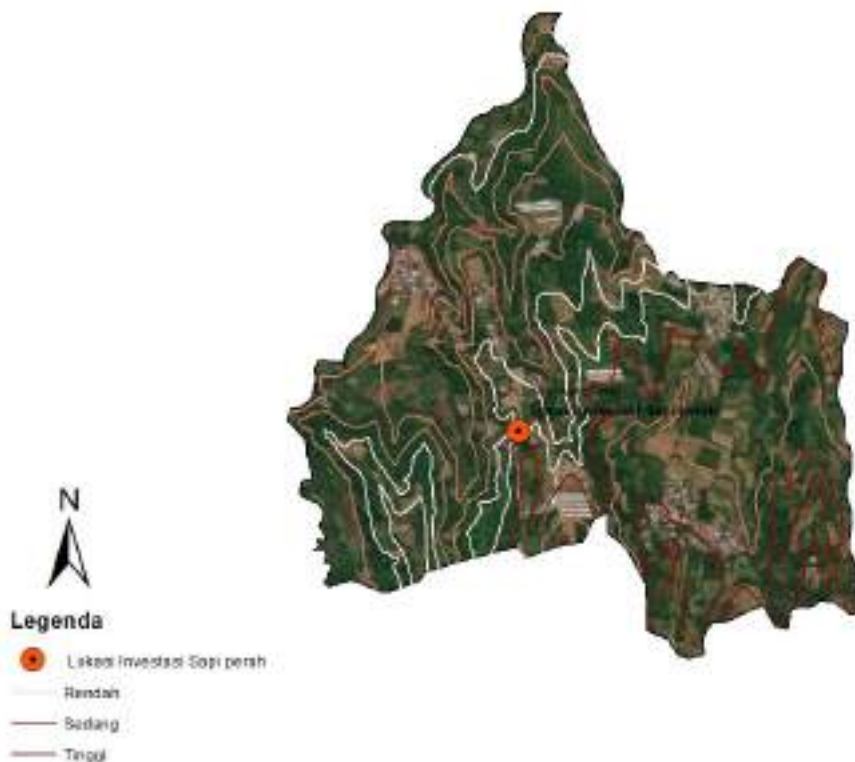 N
Legenda
Lokasi Investasi Sapi perah
Rendah
Sedang
Tinggi